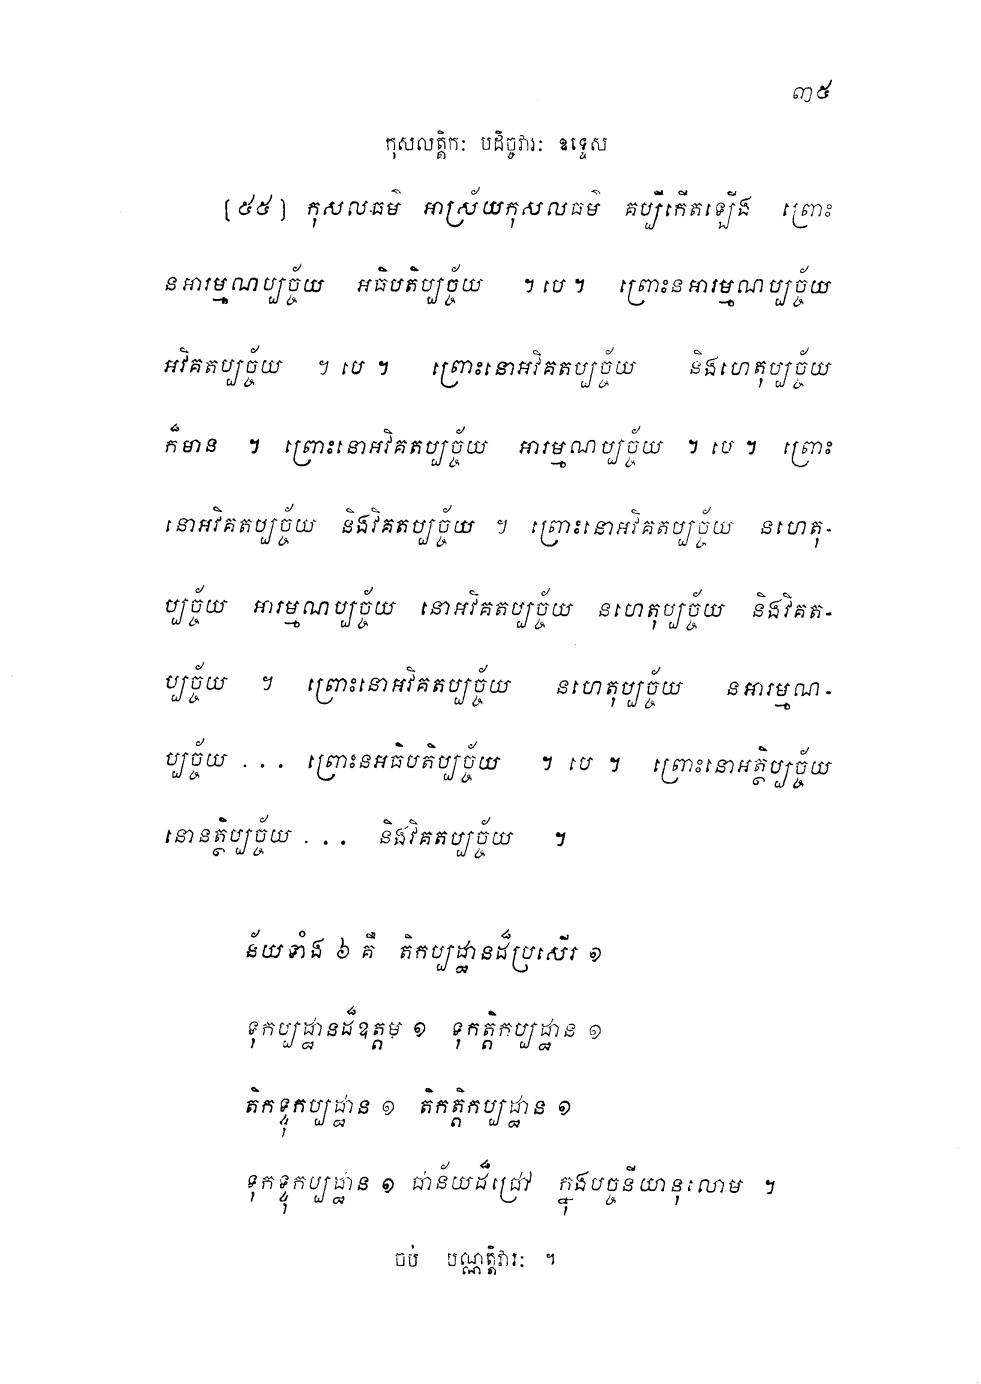 ៣៥
កុសលត្តិកៈ បដិច្ចវារៈ ឧទ្ទេស
(៥៥) កុសលធម៌ អាស្រ័យកុសលធម៌ គប្បីកើតឡើង ព្រោះ
នអារម្មណប្បច្ច័យ អធិបតិប្បច្ច័យ ។ បេ ។ ព្រោះនអារម្មណប្បច្ច័យ
អវិគតប្បច្ច័យ ។ បេ ។ ព្រោះនោអវិគតប្បច្ច័យ និងហេតុប្បច្ច័យ
ក៏មាន ។ ព្រោះនោអវិគតប្បច្ច័យ អារម្មណប្បច្ច័យ ។ បេ ។ ព្រោះ
នោអវិគតប្បច្ច័យ និងវិគតប្បច្ច័យ ។ ព្រោះនោអវិគតប្បច្ច័យ នហេតុ-
ប្បច្ច័យ អារម្មណប្បច្ច័យ នោអវិគតប្បច្ច័យ នហេតុប្បច្ច័យ និងវិគត-
ប្បច្ច័យ ។ ព្រោះនោអវិគតប្បច្ច័យ នហេតុប្បច្ច័យ នអារម្មណ-
ប្បច្ច័យ ... ព្រោះនអធិបតិប្បច្ច័យ ។ បេ ។ ព្រោះនោអត្ថិប្បច្ច័យ
នោនត្ថិប្បច្ច័យ ... និងវិគតប្បច្ច័យ ។
ន័យទាំង ៦ គឺ តិកប្បដ្ឋានដ៏ប្រសើរ ១
ទុកប្បដ្ឋានដ៏ឧត្តម ១ ទុកត្តិកប្បដ្ឋាន ១
តិកទ្ទុកប្បដ្ឋាន ១ តិកត្តិកប្បដ្ឋាន ១
ទុកទ្ទុកប្បដ្ឋាន ១ ជាន័យដ៏ជ្រៅ ក្នុងបច្ចនីយានុលោម ។
ចប់ បណ្ណត្តិវារៈ ។